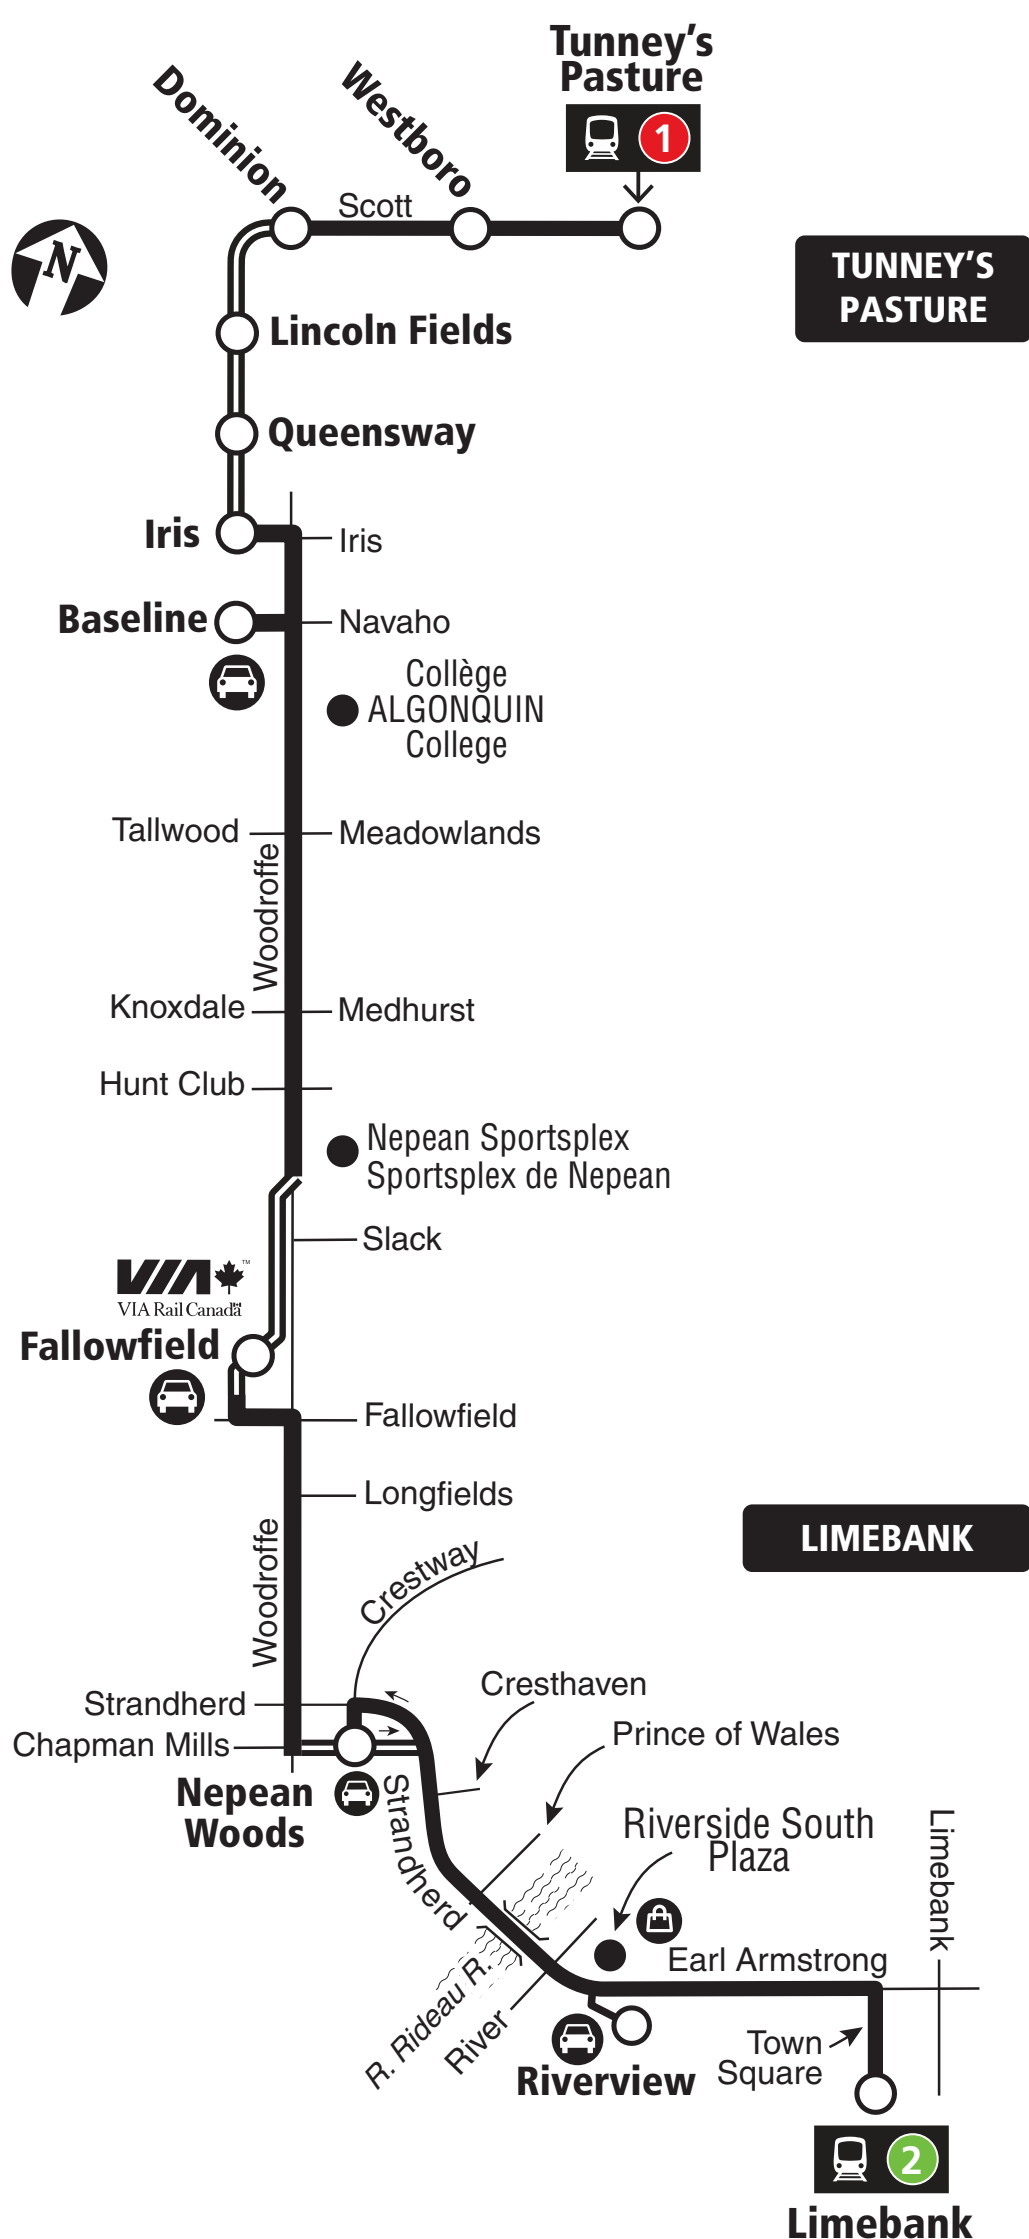 Tunney's
Pasture
1
Dominion
Westboro
Scott
N
TUNNEY'S
PASTURE
Lincoln Fields
Queensway
Iris
Iris
Baseline
Navaho
Collège
ALGONQUIN
College
Tallwood
Meadowlands
Woodroffe
Knoxdale
Medhurst
Hunt Club
Nepean Sportsplex
Sportsplex de Nepean
Slack
VIA
TM
VIA Rail Canada
Fallowfield
Fallowfield
Longfields
LIMEBANK
Woodroffe
Crestway
Cresthaven
Strandherd
Prince of Wales
Chapman Mills
Nepean
Woods
Strandherd
Riverside South
Plaza
Limebank
Earl Armstrong
R. Rideau R.
River
Town
Square
Riverview
2
Limebank